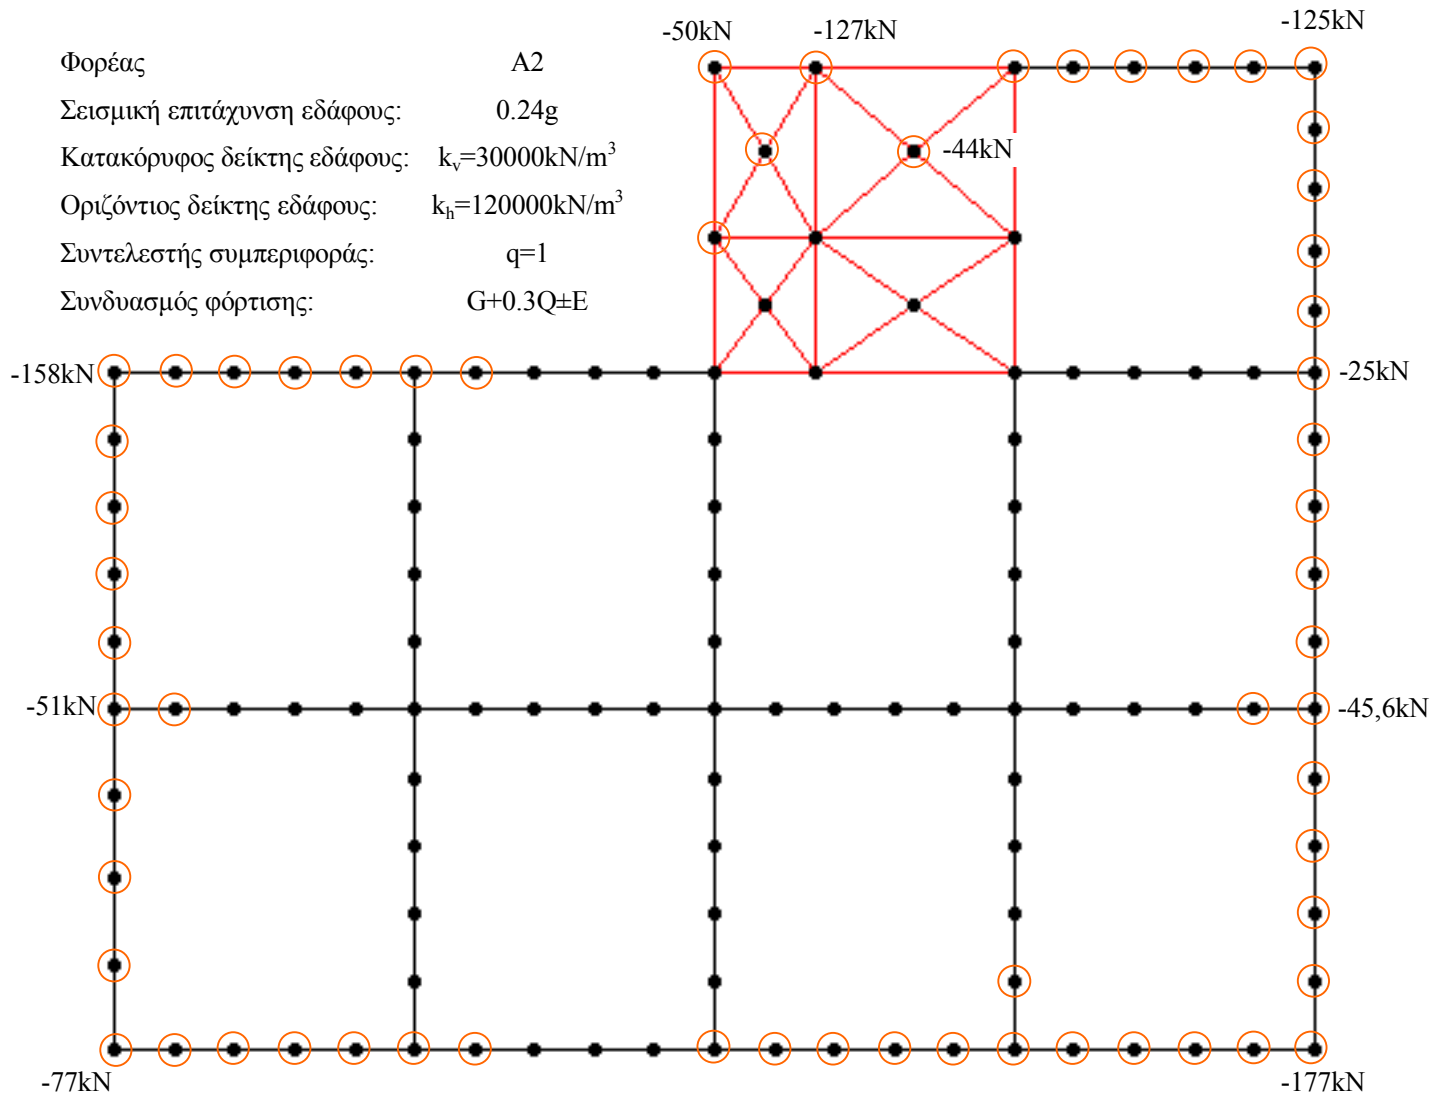 -50kN
-127kN
-125kN
Φορέας A2
Σεισμική επιτάχυνση εδάφους: 0.24g
Κατακόρυφος δείκτης εδάφους: kv=30000kN/m³
Οριζόντιος δείκτης εδάφους: kh=120000kN/m³
Συντελεστής συμπεριφοράς: q=1
Συνδυασμός φόρτισης: G+0.3Q±E
-44kN
-158kN
-25kN
-51kN
-45,6kN
-77kN
-177kN